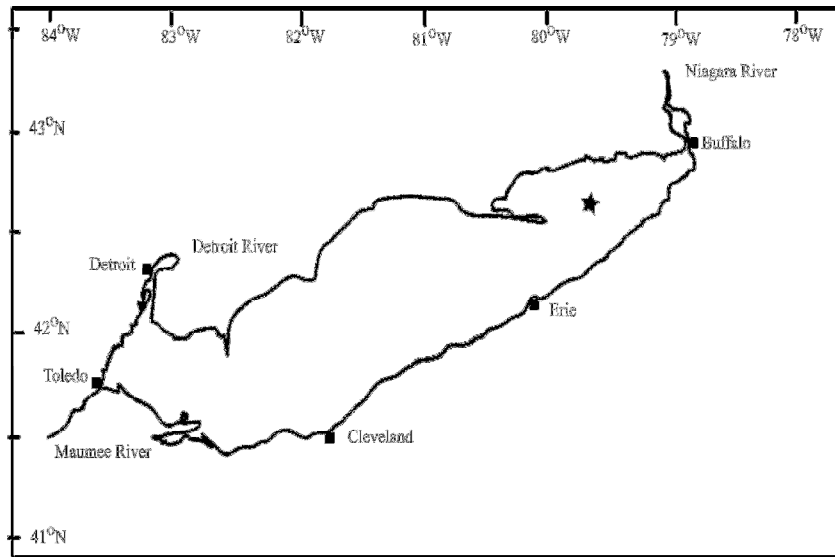 84°W 83°W 82°W 81°W 80°W 79°W 78°W
Niagara River
43°N
Buffalo
Detroit River
Detroit
42°N
Erie
Toledo
Cleveland
Maumee River
41°N